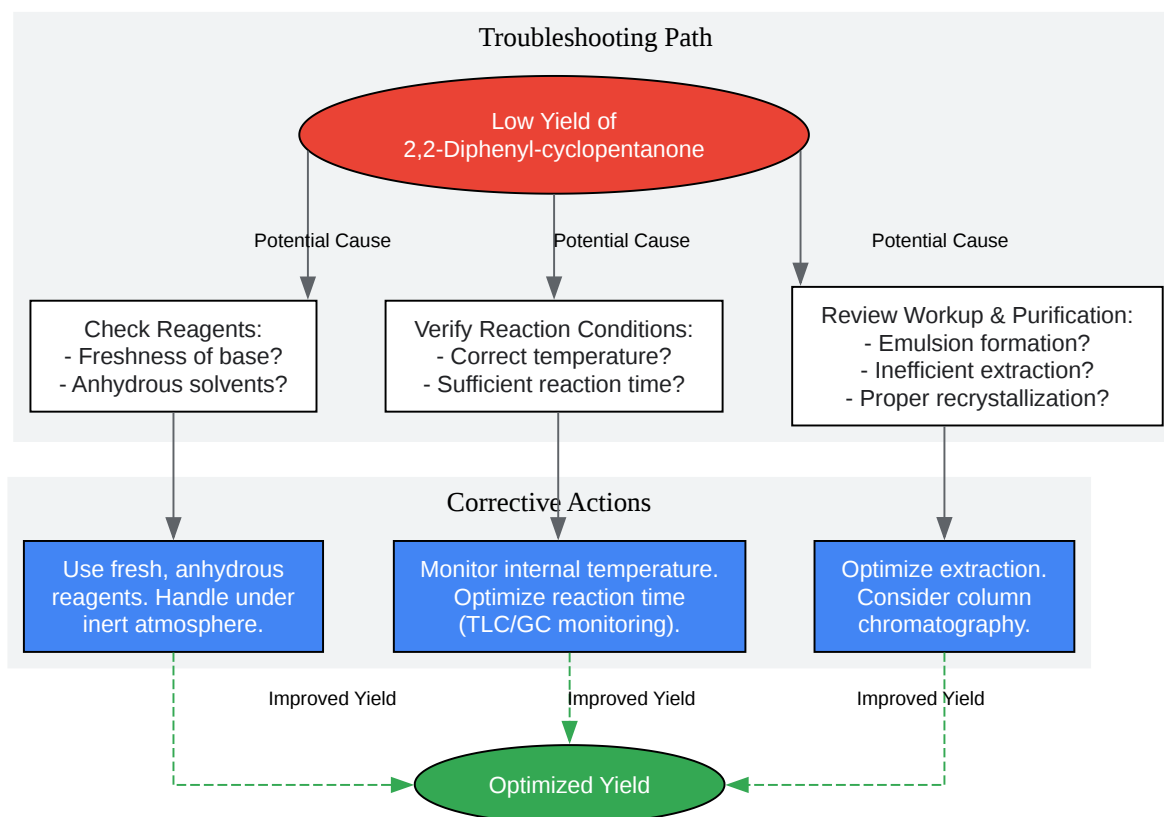 Troubleshooting Path
Low Yield of
2,2-Diphenyl-cyclopentanone
Potential Cause
Potential Cause
Potential Cause
Check Reagents:
- Freshness of base?
- Anhydrous solvents?
Verify Reaction Conditions:
- Correct temperature?
- Sufficient reaction time?
Review Workup & Purification:
- Emulsion formation?
- Inefficient extraction?
- Proper recrystallization?
Corrective Actions
Use fresh, anhydrous
reagents. Handle under
inert atmosphere.
Monitor internal temperature.
Optimize reaction time
(TLC/GC monitoring).
Optimize extraction.
Consider column
chromatography.
Improved Yield
Improved Yield
Improved Yield
Optimized Yield